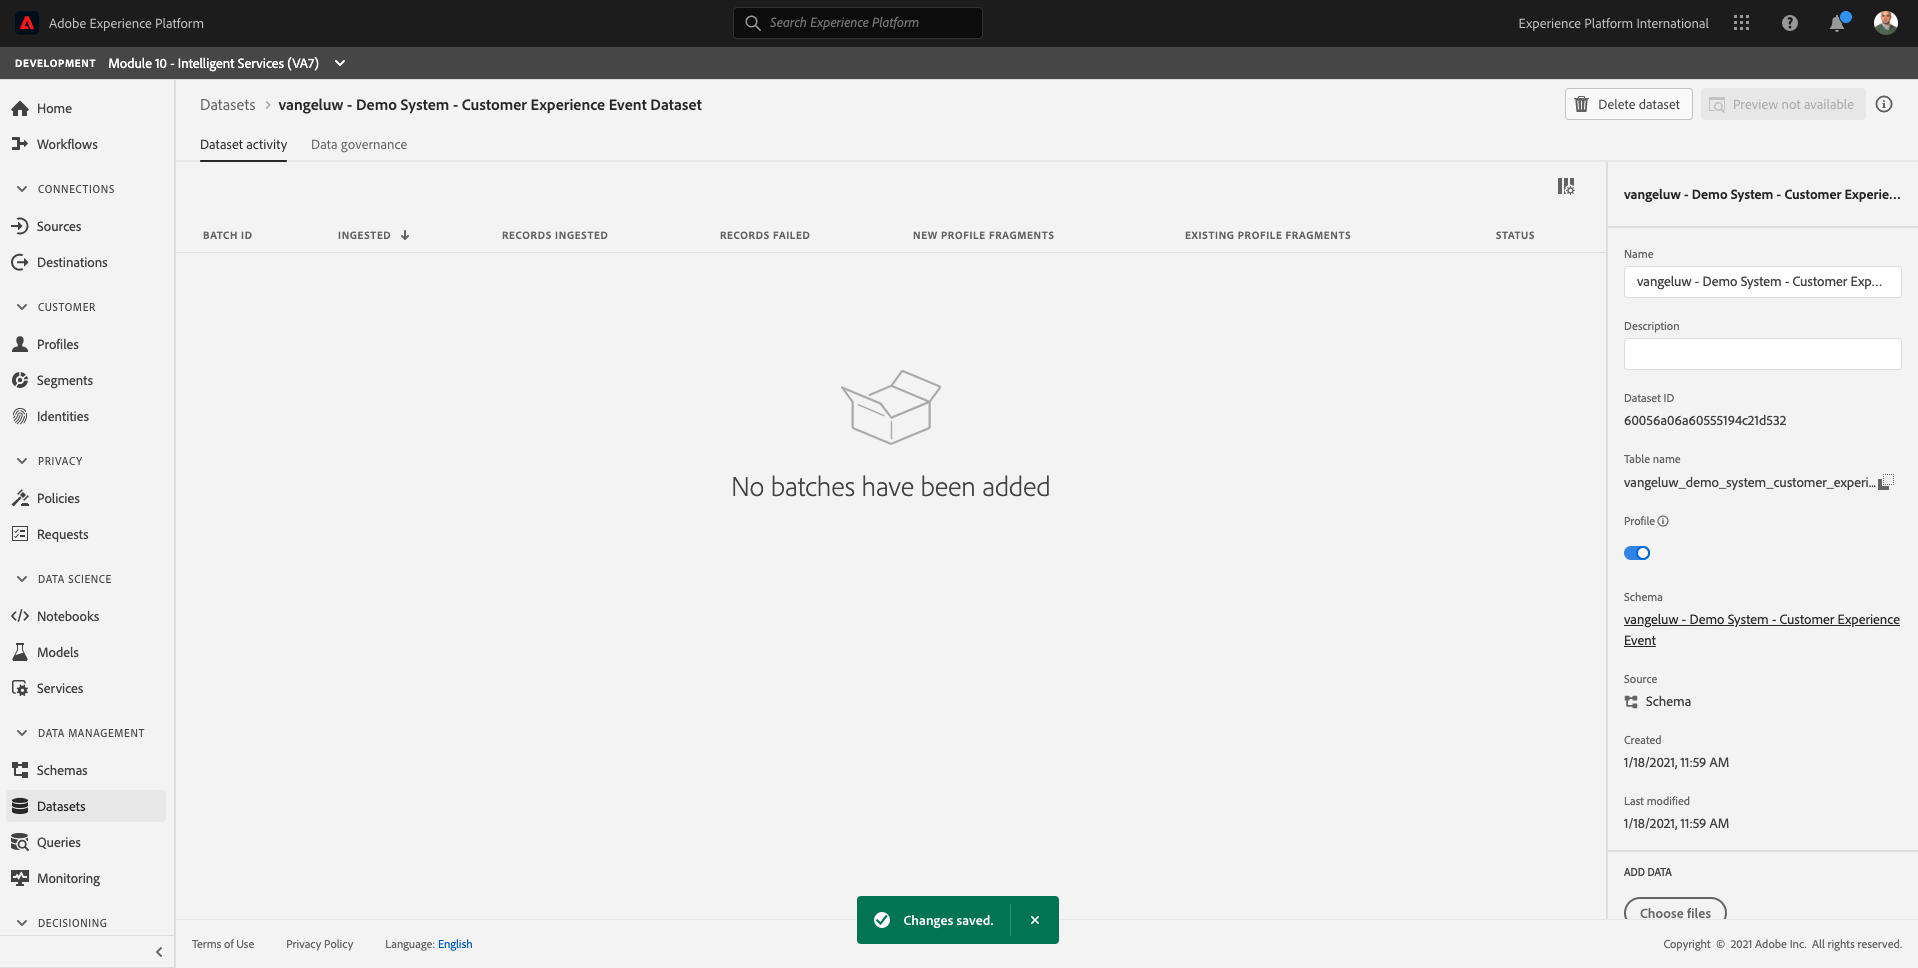 Adobe Experience Platform
Search Experience Platform
Experience Platform International
DEVELOPMENT Module 10 - Intelligent Services (VA7)
Home
Workflows
CONNECTIONS
Sources
Destinations
CUSTOMER
Profiles
Segments
Identities
PRIVACY
Policies
Requests
DATA SCIENCE
Notebooks
Models
Services
DATA MANAGEMENT
Schemas
Datasets
Queries
Monitoring
DECISIONING
Datasets > vangeluw - Demo System - Customer Experience Event Dataset
Delete dataset
Preview not available
Dataset activity
Data governance
BATCH ID
INGESTED
RECORDS INGESTED
RECORDS FAILED
NEW PROFILE FRAGMENTS
EXISTING PROFILE FRAGMENTS
STATUS
No batches have been added
vangeluw - Demo System - Customer Experie...
Name
vangeluw - Demo System - Customer Exp...
Description
Dataset ID
60056a06a60555194c21d532
Table name
vangeluw_demo_system_customer_experi...
Profile
Schema
vangeluw - Demo System - Customer Experience
Event
Source
Schema
Created
1/18/2021, 11:59 AM
Last modified
1/18/2021, 11:59 AM
ADD DATA
Choose files
Changes saved.
Terms of Use
Privacy Policy
Language: English
Copyright © 2021 Adobe Inc. All rights reserved.